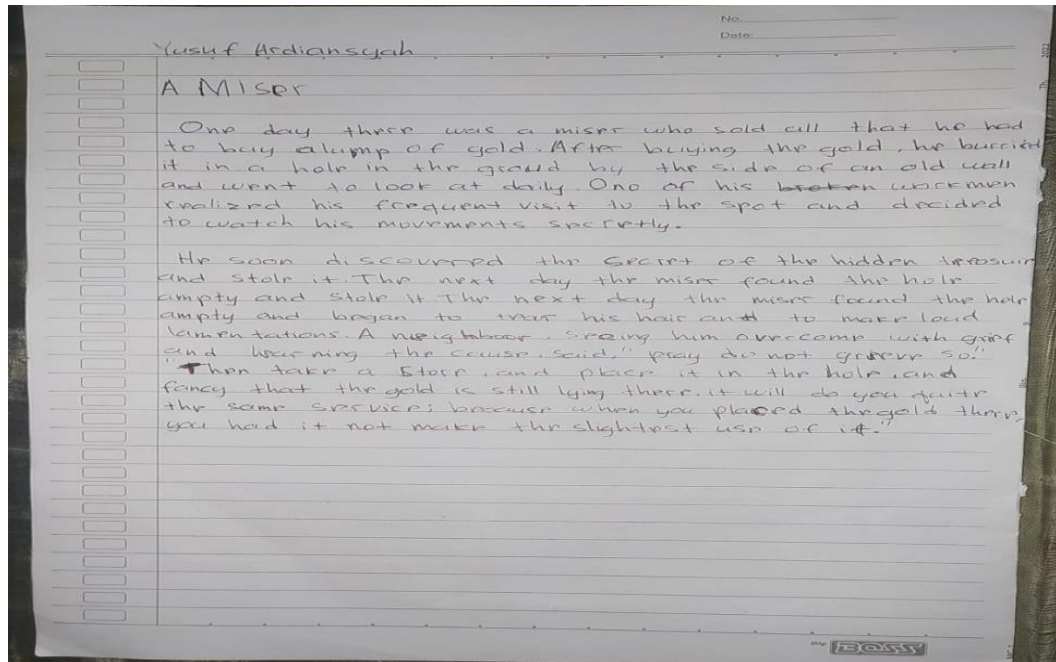 No.
Date:
Yusuf Ardiansyah
A Miser
One day there was a miser who sold all that he had
to buy alump of gold. After buying the gold, he burried
it in a hole in the groud by the side of an old wall
and went to look at daily. One of his broken workmen
realized his frequent visit to the spot and decided
to watch his movements secretly.
He soon discovered the secret of the hidden
and stole it. The next day the miser found the hole
ampty and stole it. The next day the miser found the hole
ampty and began to trar his hair and to make loud
lamentations. A neighboor, seeing him overcome with grief
and hearning the cause, said, "pray do not grieve so!"
"Then take a Store, and place it in the hole, and
fancy that the gold is still lying there. it will do you quite
the same service; because when you placed thegold there,
you had it not make the slightest use of it."
BOSS